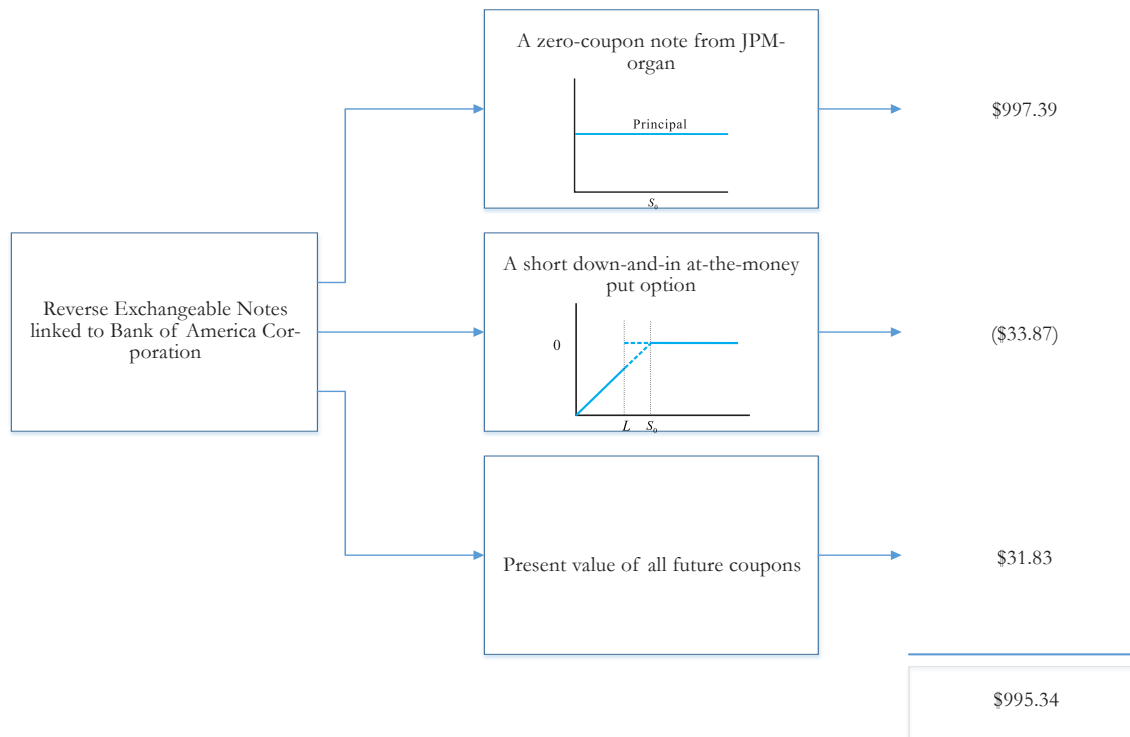 A zero-coupon note from JPM-
organ
Principal
S₀
$997.39
Reverse Exchangeable Notes
linked to Bank of America Cor-
poration
A short down-and-in at-the-money
put option
0
L S₀
($33.87)
Present value of all future coupons
$31.83
$995.34